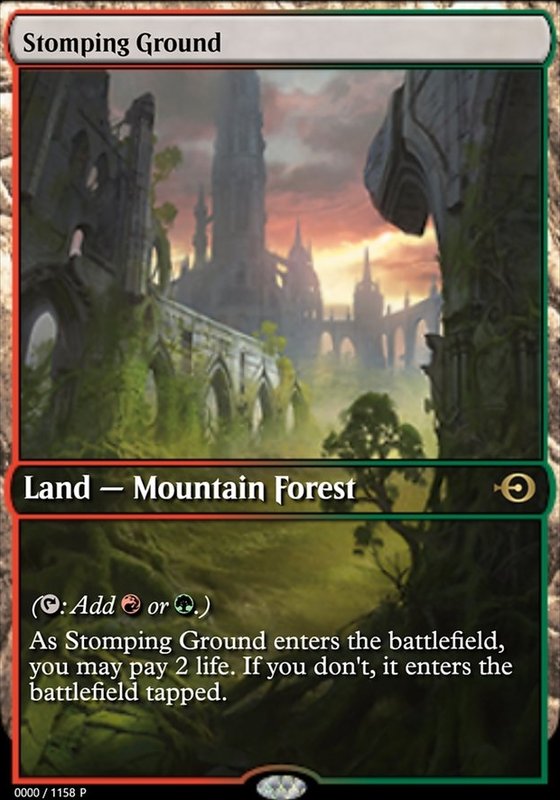 Stomping Ground
Land — Mountain Forest
(: Add or .)
As Stomping Ground enters the battlefield,
you may pay 2 life. If you don't, it enters the
battlefield tapped.
0000 / 1158 P